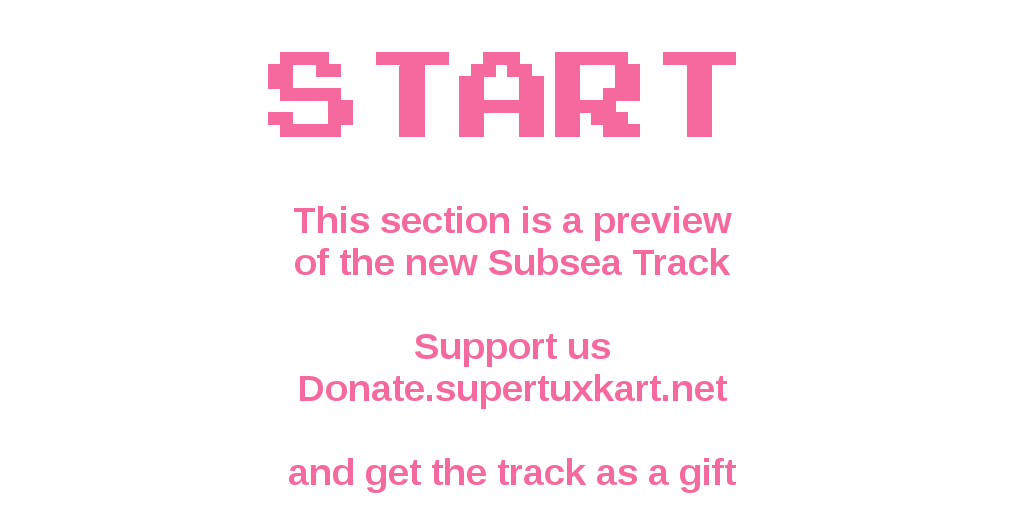 START
This section is a preview
of the new Subsea Track
Support us
Donate.supertuxkart.net
and get the track as a gift